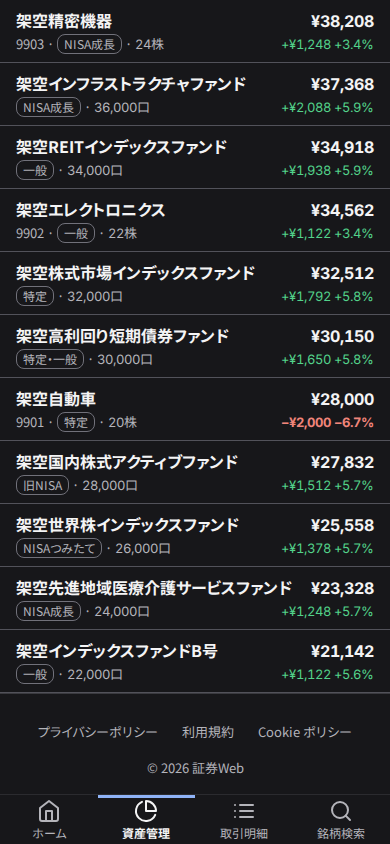 架空精密機器 ¥38,208
9903 · NISA成長 · 24株 +¥1,248 +3.4%
架空インフラストラクチャファンド ¥37,368
NISA成長 · 36,000口 +¥2,088 +5.9%
架空REITインデックスファンド ¥34,918
一般 · 34,000口 +¥1,938 +5.9%
架空エレクトロニクス ¥34,562
9902 · 一般 · 22株 +¥1,122 +3.4%
架空株式市場インデックスファンド ¥32,512
特定 · 32,000口 +¥1,792 +5.8%
架空高利回り短期債券ファンド ¥30,150
特定・一般 · 30,000口 +¥1,650 +5.8%
架空自動車 ¥28,000
9901 · 特定 · 20株 −¥2,000 −6.7%
架空国内株式アクティブファンド ¥27,832
旧NISA · 28,000口 +¥1,512 +5.7%
架空世界株インデックスファンド ¥25,558
NISAつみたて · 26,000口 +¥1,378 +5.7%
架空先進地域医療介護サービスファンド ¥23,328
NISA成長 · 24,000口 +¥1,248 +5.7%
架空インデックスファンドB号 ¥21,142
一般 · 22,000口 +¥1,122 +5.6%
プライバシーポリシー 利用規約 Cookie ポリシー
© 2026 証券Web
ホーム 資産管理 取引明細 銘柄検索